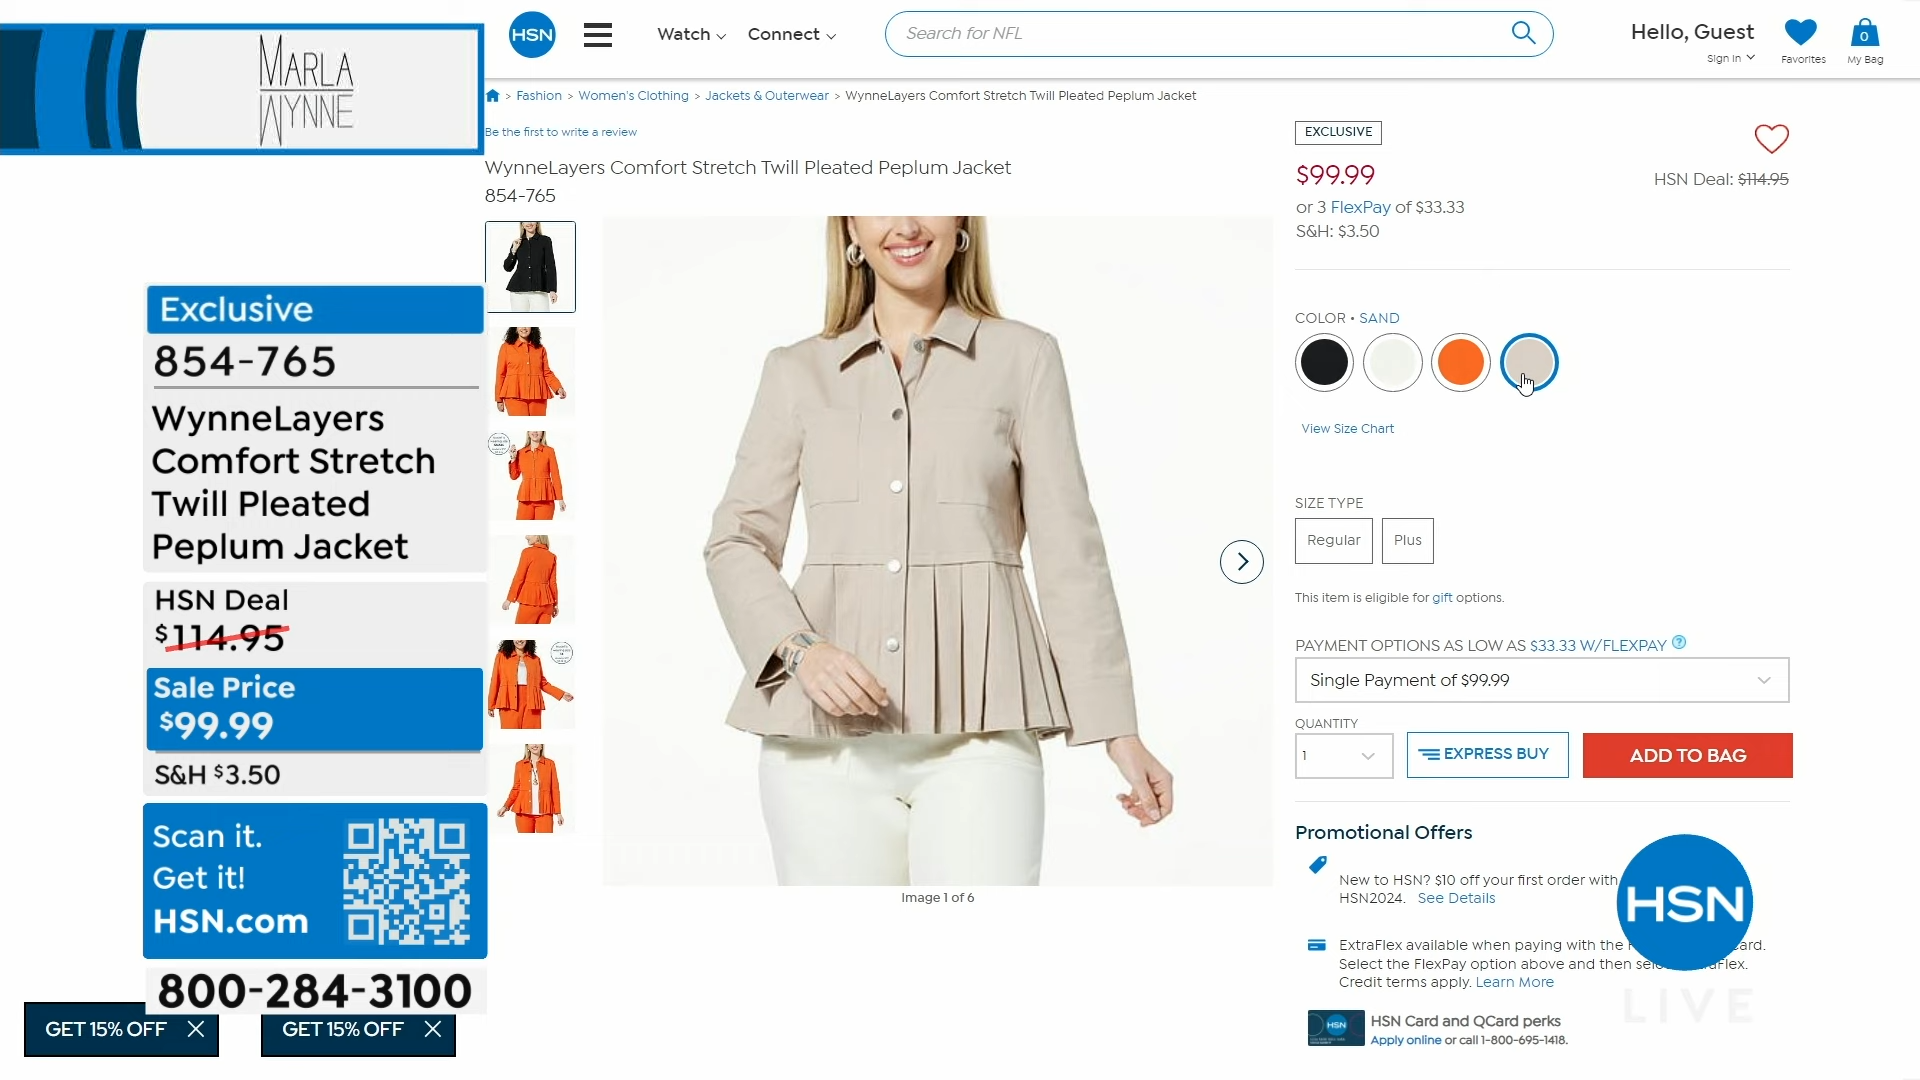 MARLA
WYNNE
HSN
Watch
Connect
Search for NFL
Hello, Guest
Sign In
Favorites
0
My Bag
> Fashion > Women's Clothing > Jackets & Outerwear > WynneLayers Comfort Stretch Twill Pleated Peplum Jacket
Be the first to write a review
WynneLayers Comfort Stretch Twill Pleated Peplum Jacket
854-765
EXCLUSIVE
$99.99
HSN Deal: $114.95
or 3 FlexPay of $33.33
S&H: $3.50
COLOR • SAND
View Size Chart
SIZE TYPE
Regular
Plus
This item is eligible for gift options.
PAYMENT OPTIONS AS LOW AS $33.33 W/FLEXPAY ?
Single Payment of $99.99
QUANTITY
1
EXPRESS BUY
ADD TO BAG
Promotional Offers
New to HSN? $10 off your first order with
HSN2024. See Details
ExtraFlex available when paying with the
Select the FlexPay option above and then
Credit terms apply. Learn More
HSN
HSN Card and QCard perks
Apply online or call 1-800-695-1418.
Image 1 of 6
Exclusive
854-765
WynneLayers
Comfort Stretch
Twill Pleated
Peplum Jacket
HSN Deal
$114.95
Sale Price
$99.99
S&H $3.50
Scan it.
Get it!
HSN.com
800-284-3100
GET 15% OFF
GET 15% OFF
HSN
LIVE